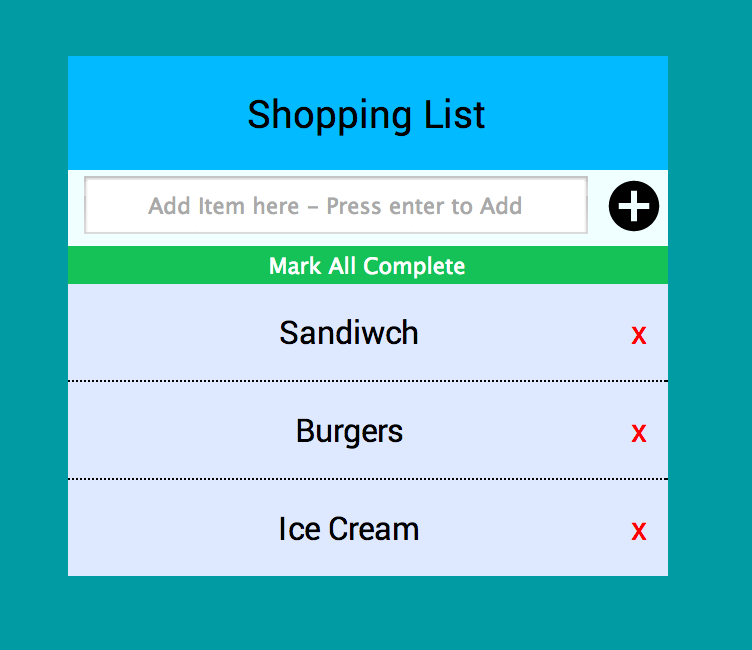 Shopping List
Add Item here – Press enter to Add
Mark All Complete
Sandiwch
x
Burgers
x
Ice Cream
x